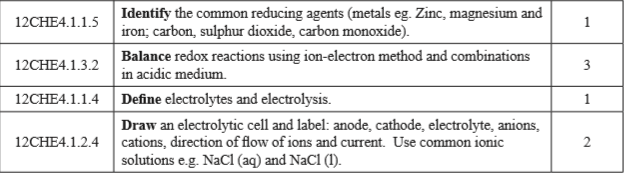 12CHE4.1.1.5
Identify the common reducing agents (metals eg. Zinc, magnesium and
iron; carbon, sulphur dioxide, carbon monoxide).
1
12CHE4.1.3.2
Balance redox reactions using ion-electron method and combinations
in acidic medium.
3
12CHE4.1.1.4
Define electrolytes and electrolysis.
1
12CHE4.1.2.4
Draw an electrolytic cell and label: anode, cathode, electrolyte, anions,
cations, direction of flow of ions and current. Use common ionic
solutions e.g. NaCl (aq) and NaCl (l).
2